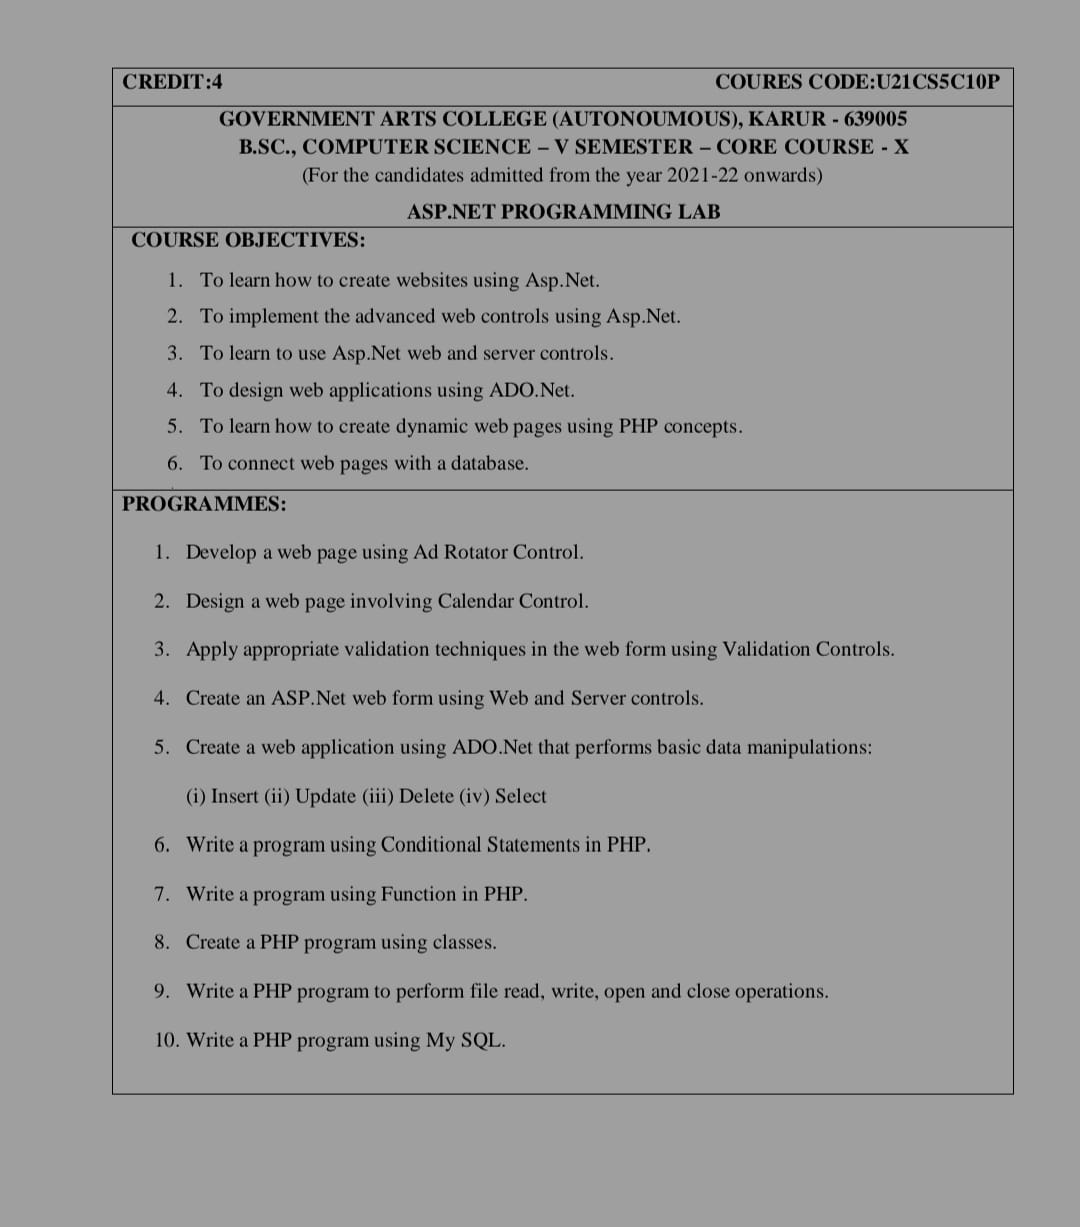 CREDIT:4 COURES CODE:U21CS5C10P
GOVERNMENT ARTS COLLEGE (AUTONOUMOUS), KARUR - 639005
B.SC., COMPUTER SCIENCE – V SEMESTER – CORE COURSE - X
(For the candidates admitted from the year 2021-22 onwards)
ASP.NET PROGRAMMING LAB
COURSE OBJECTIVES:
1. To learn how to create websites using Asp.Net.
2. To implement the advanced web controls using Asp.Net.
3. To learn to use Asp.Net web and server controls.
4. To design web applications using ADO.Net.
5. To learn how to create dynamic web pages using PHP concepts.
6. To connect web pages with a database.
PROGRAMMES:
1. Develop a web page using Ad Rotator Control.
2. Design a web page involving Calendar Control.
3. Apply appropriate validation techniques in the web form using Validation Controls.
4. Create an ASP.Net web form using Web and Server controls.
5. Create a web application using ADO.Net that performs basic data manipulations:
(i) Insert (ii) Update (iii) Delete (iv) Select
6. Write a program using Conditional Statements in PHP.
7. Write a program using Function in PHP.
8. Create a PHP program using classes.
9. Write a PHP program to perform file read, write, open and close operations.
10. Write a PHP program using My SQL.